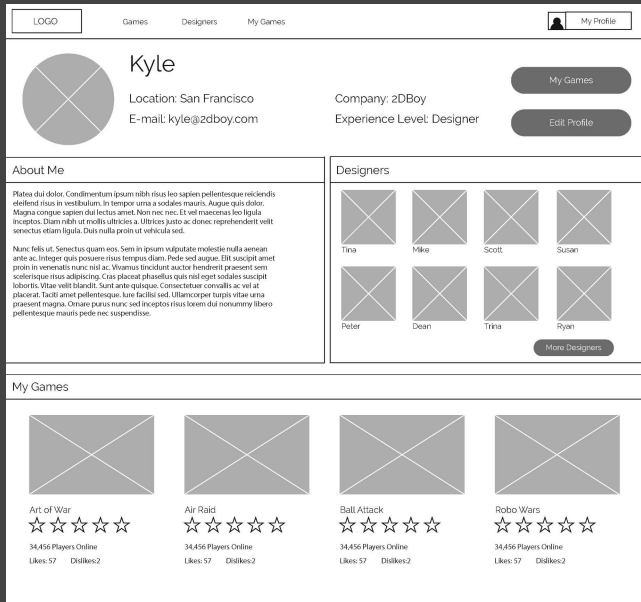 LOGO
Games
Designers
My Games
My Profile
Kyle
Location: San Francisco
Company: 2DBoy
E-mail: kyle@2dboy.com
Experience Level: Designer
My Games
Edit Profile
About Me
Platea dui dolor. Condimentum ipsum nibh risus leo sapien pellentesque reiciendis
eleifend risus in vestibulum. In tempor urna a sodales mauris. Augue quis dolor.
Magna congue sapien dui lectus amet. Non nec nec. Et vel maecenas leo ligula
inceptos. Diam nibh ut mollis ultricies a. Ultrices justo ac donec reprehenderit velit
senectus etiam ligula. Duis nulla proin ut vehicula sed.
Nunc felis ut. Senectus quam eos. Sem in ipsum vulputate molestie nulla aenean
ante ac. Integer quis posuere risus tempus diam. Pede sed augue. Elit suscipit amet
proin in venenatis nunc nisl ac. Vivamus tincidunt auctor hendrerit praesent sem
scelerisque risus adipiscing. Cras placerat phasellus quis nisl eget sodales suscipit
lobortis. Vitae velit blandit. Sunt ante quisque. Consectetuer convallis ac vel at
placerat. Taciti amet pellentesque. Iure facilisi sed. Ullamcorper turpis vitae urna
praesent magna. Ornare purus nunc sed inceptos risus lorem dui nonummy libero
pellentesque mauris pede nec suspendisse.
Designers
Tina
Mike
Scott
Susan
Peter
Dean
Trina
Ryan
More Designers
My Games
Art of War
Air Raid
Ball Attack
Robo Wars
34,456 Players Online
34,456 Players Online
34,456 Players Online
34,456 Players Online
Likes: 57 Dislikes:2
Likes: 57 Dislikes:2
Likes: 57 Dislikes:2
Likes: 57 Dislikes:2